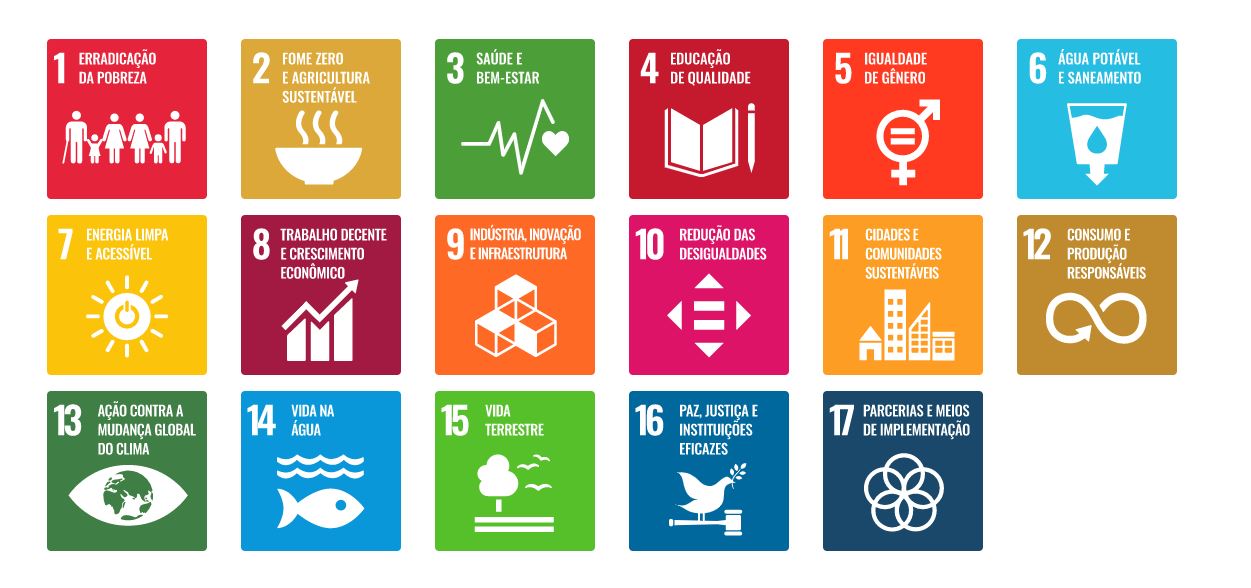 1 ERRADICAÇÃO
DA POBREZA
2 FOME ZERO
E AGRICULTURA
SUSTENTÁVEL
3 SAÚDE E
BEM-ESTAR
4 EDUCAÇÃO
DE QUALIDADE
5 IGUALDADE
DE GÊNERO
6 ÁGUA POTÁVEL
E SANEAMENTO
7 ENERGIA LIMPA
E ACESSÍVEL
8 TRABALHO DECENTE
E CRESCIMENTO
ECONÔMICO
9 INDÚSTRIA, INOVAÇÃO
E INFRAESTRUTURA
10 REDUÇÃO DAS
DESIGUALDADES
11 CIDADES E
COMUNIDADES
SUSTENTÁVEIS
12 CONSUMO E
PRODUÇÃO
RESPONSÁVEIS
13 AÇÃO CONTRA A
MUDANÇA GLOBAL
DO CLIMA
14 VIDA NA
ÁGUA
15 VIDA
TERRESTRE
16 PAZ, JUSTIÇA E
INSTITUIÇÕES
EFICAZES
17 PARCERIAS E MEIOS
DE IMPLEMENTAÇÃO